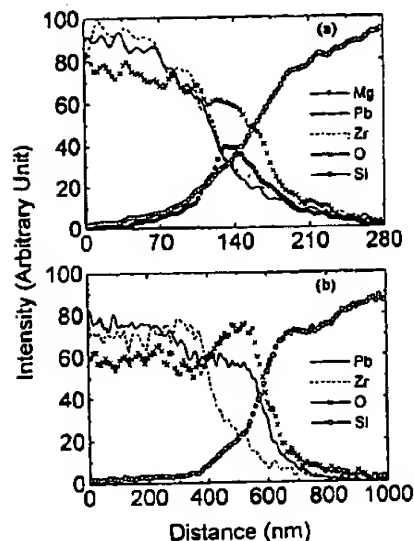 (a)
100
80
60
40
20
0
Mg
Pb
Zr
O
Si
0 70 140 210 280
Intensity (Arbitrary Unit)
(b)
100
80
60
40
20
0
Pb
Zr
O
Si
0 200 400 600 800 1000
Distance (nm)